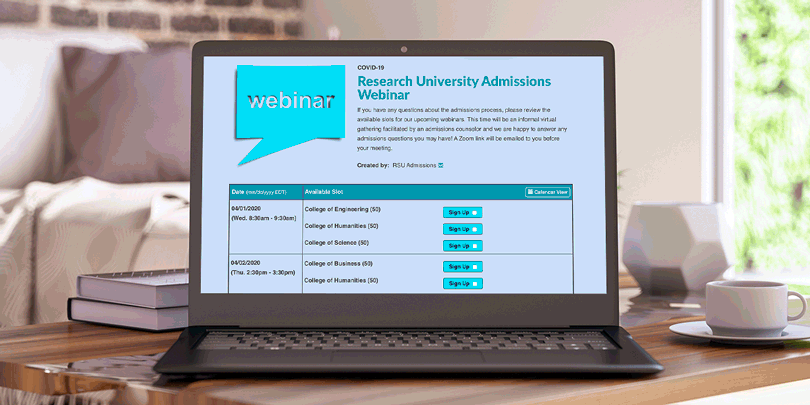 webinar
COVID-19
Research University Admissions
Webinar
If you have any questions about the admissions process, please review the
available slots for our upcoming webinars. This time will be an informal virtual
gathering facilitated by an admissions counselor and we are happy to answer any
admissions questions you may have! A Zoom link will be emailed to you before
your meeting.
Created by: RSU Admissions
Date (mm/dd/yyyy EDT) Available Slot Calendar View
04/01/2020
(Wed. 8:30am - 9:30am)
College of Engineering (50) Sign Up
College of Humanities (50) Sign Up
College of Science (50) Sign Up
04/02/2020
(Thu. 2:30pm - 3:30pm)
College of Business (50) Sign Up
College of Humanities (50) Sign Up